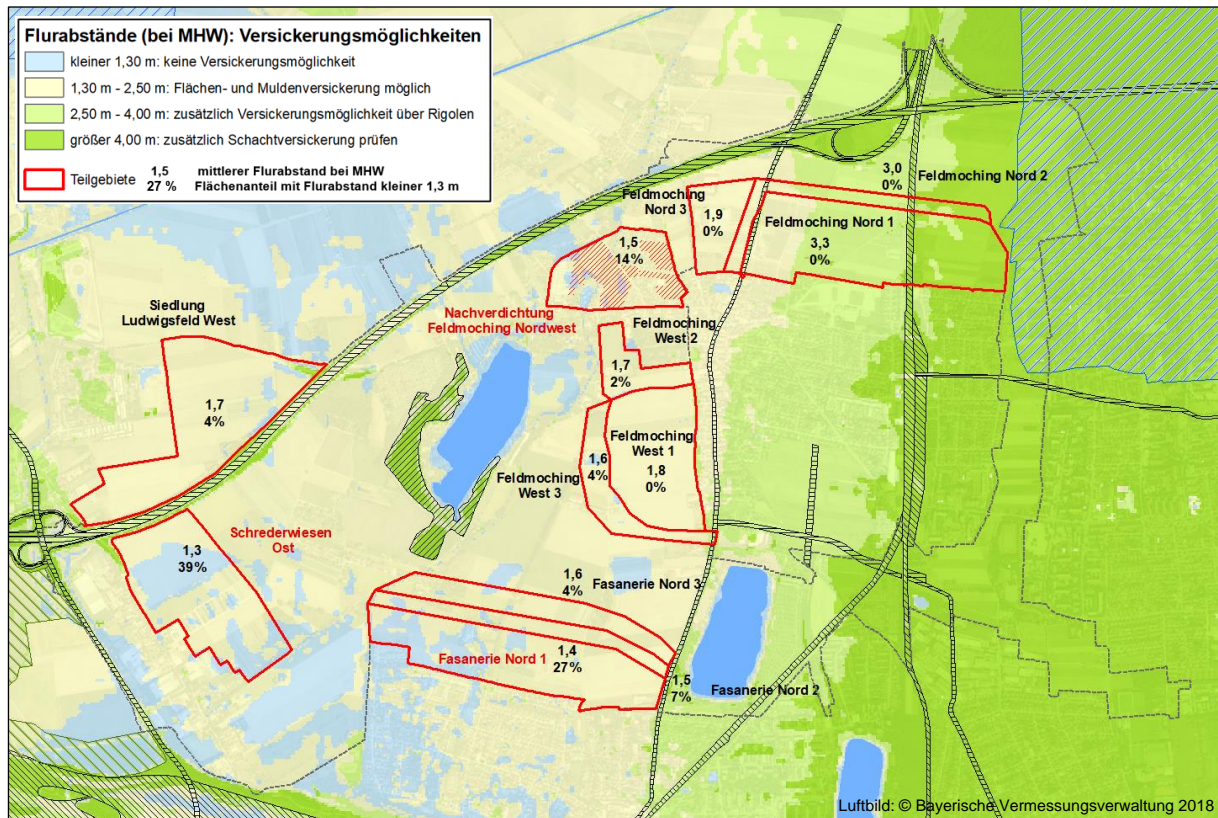 Flurabstände (bei MHW): Versickerungsmöglichkeiten
kleiner 1,30 m: keine Versickerungsmöglichkeit
1,30 m - 2,50 m: Flächen- und Muldenversickerung möglich
2,50 m - 4,00 m: zusätzlich Versickerungsmöglichkeit über Rigolen
größer 4,00 m: zusätzlich Schachtversickerung prüfen
Teilgebiete
1,5 mittlerer Flurabstand bei MHW
27 % Flächenanteil mit Flurabstand kleiner 1,3 m
3,0
0%
Feldmoching Nord 2
Feldmoching
Nord 3
1,9
0%
Feldmoching Nord 1
3,3
0%
1,5
14%
Siedlung
Ludwigsfeld West
Nachverdichtung
Feldmoching Nordwest
Feldmoching
West 2
1,7
2%
1,7
4%
Feldmoching
West 1
1,8
0%
1,6
4%
Feldmoching
West 3
Schrederwiesen
Ost
1,3
39%
1,6
4%
Fasanerie Nord 3
Fasanerie Nord 1
1,4
27%
1,5
7%
Fasanerie Nord 2
Luftbild: © Bayerische Vermessungsverwaltung 2018